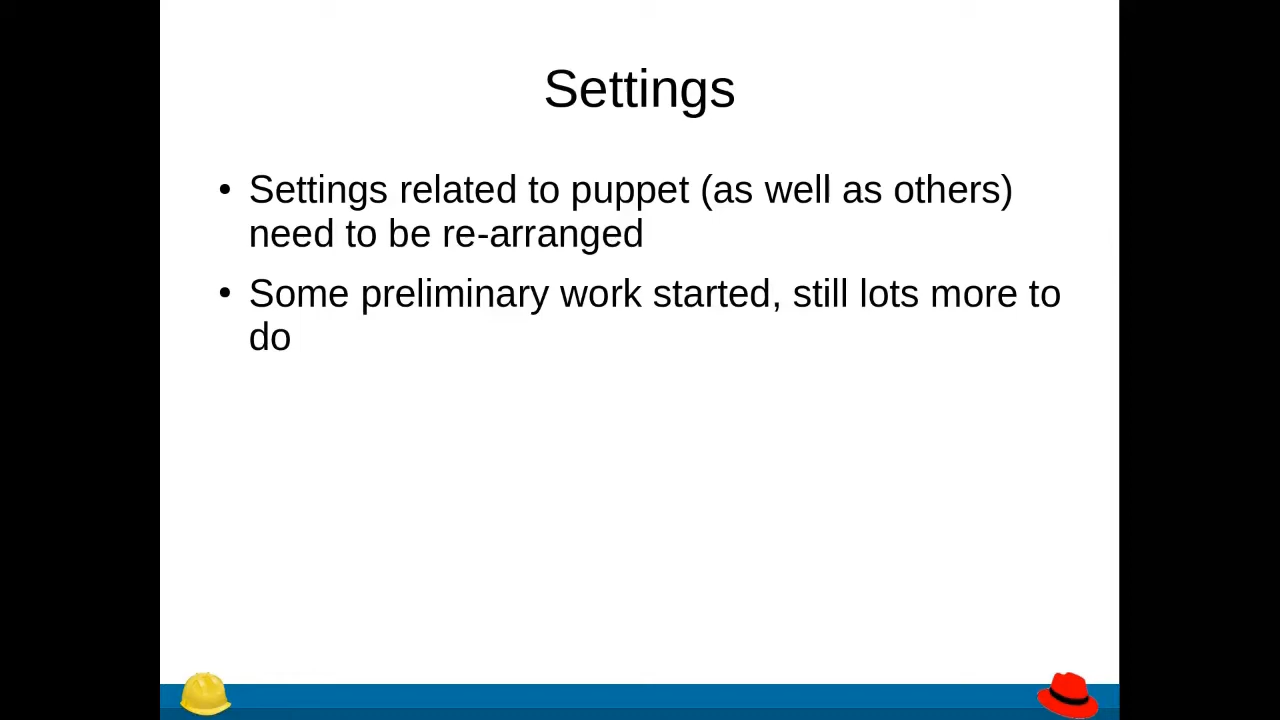 Settings
• Settings related to puppet (as well as others)
need to be re-arranged
• Some preliminary work started, still lots more to
do